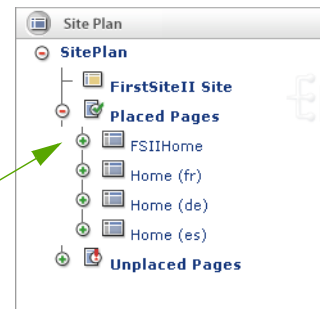 Site Plan
SitePlan
FirstSiteII Site
Placed Pages
FSIIHome
Home (fr)
Home (de)
Home (es)
Unplaced Pages